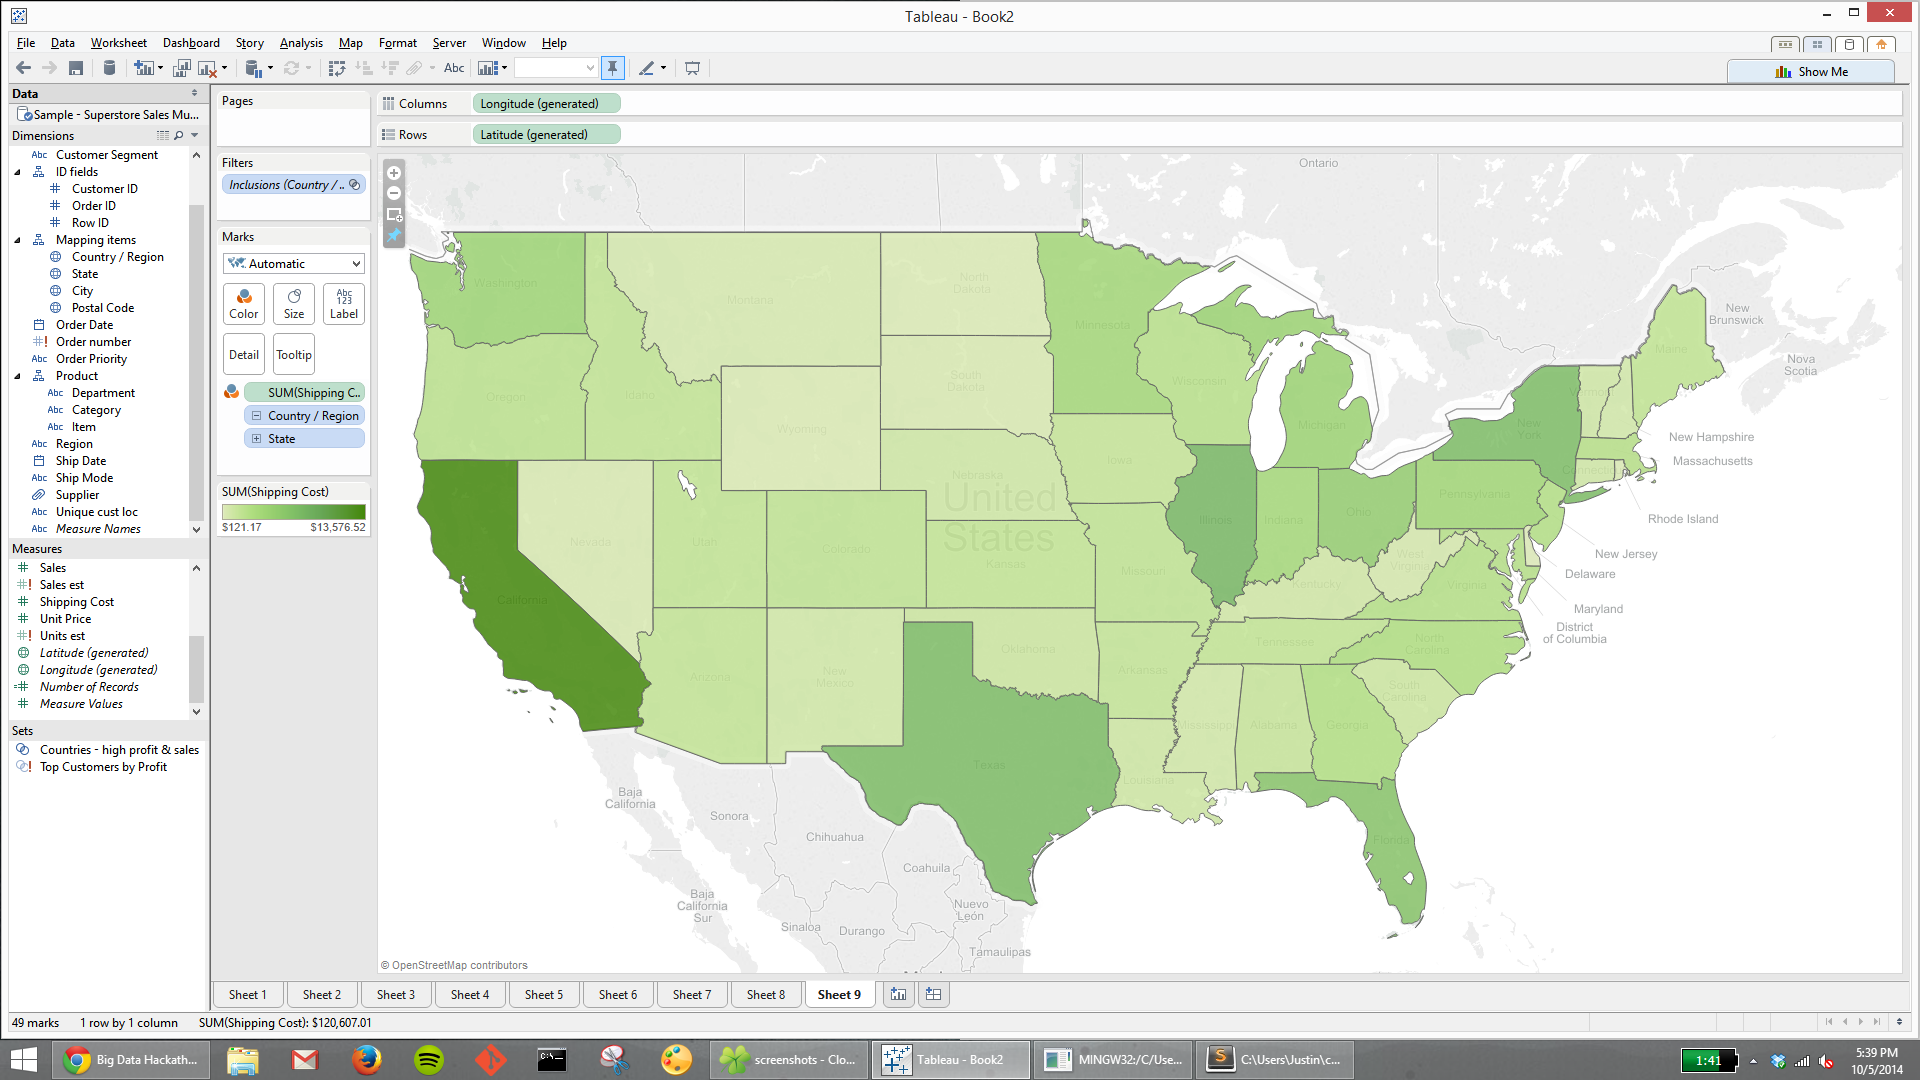 Tableau - Book2
File Data Worksheet Dashboard Story Analysis Map Format Server Window Help
Abc
Show Me
Data
Sample - Superstore Sales Mu...
Dimensions
Abc Customer Segment
ID fields
Customer ID
Order ID
Row ID
Mapping items
Country / Region
State
City
Postal Code
Order Date
Order number
Abc Order Priority
Product
Abc Department
Abc Category
Abc Item
Abc Region
Ship Date
Abc Ship Mode
Supplier
Abc Unique cust loc
Abc Measure Names
Measures
Sales
Sales est
Shipping Cost
Unit Price
Units est
Latitude (generated)
Longitude (generated)
Number of Records
Measure Values
Sets
Countries - high profit & sales
Top Customers by Profit
Pages
Filters
Inclusions (Country / ..
Marks
Automatic
Color
Size
Abc
123
Label
Detail
Tooltip
SUM(Shipping C..
Country / Region
State
SUM(Shipping Cost)
$121.17 $13,576.52
Columns Longitude (generated)
Rows Latitude (generated)
Ontario
Washington
Montana
North
Dakota
Minnesota
New
Brunswick
Maine
Nova
Scotia
Oregon
Idaho
South
Dakota
Wisconsin
Michigan
Vermont
New
York
Wyoming
New Hampshire
Massachusetts
Iowa
Connecticut
Nebraska
United
States
Pennsylvania
Rhode Island
Illinois
Indiana
Ohio
Nevada
Utah
Colorado
Kansas
Missouri
West
Virginia
New Jersey
Delaware
California
Kentucky
Virginia
Maryland
District
of Columbia
Arizona
New
Mexico
Oklahoma
Arkansas
Tennessee
North
Carolina
South
Carolina
Mississippi
Alabama
Georgia
Texas
Louisiana
Florida
Baja
California
Sonora
Chihuahua
Coahuila
Baja
California
Sur
Nuevo
León
Sinaloa
Durango
Tamaulipas
© OpenStreetMap contributors
Sheet 1 Sheet 2 Sheet 3 Sheet 4 Sheet 5 Sheet 6 Sheet 7 Sheet 8 Sheet 9
49 marks 1 row by 1 column SUM(Shipping Cost): $120,607.01
Big Data Hackath...
C:\_
screenshots - Clo...
Tableau - Book2
MINGW32:/C/Use...
C:\Users\Justin\c...
1:41
5:39 PM
10/5/2014